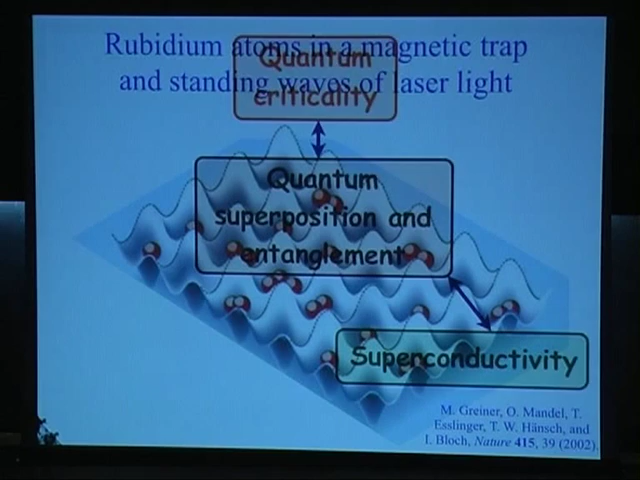 Rubidium atoms in a magnetic trap
and standing waves of laser light
Quantum
criticality
Quantum
superposition and
entanglement
Superconductivity
M. Greiner, O. Mandel, T.
Esslinger, T. W. Hänsch, and
I. Bloch, Nature 415, 39 (2002).